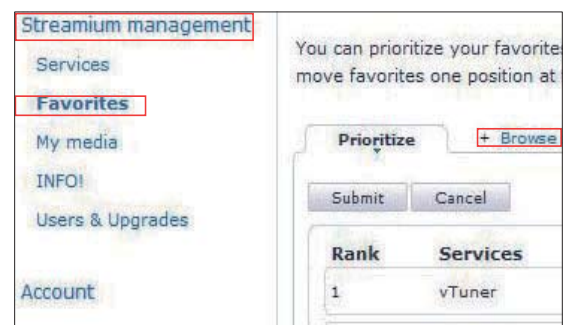 Streamium management
Services
Favorites
My media
INFO!
Users & Upgrades
Account
You can prioritize your favorites
move favorites one position at
Prioritize
+ Browse
Submit Cancel
Rank Services
1 vTuner